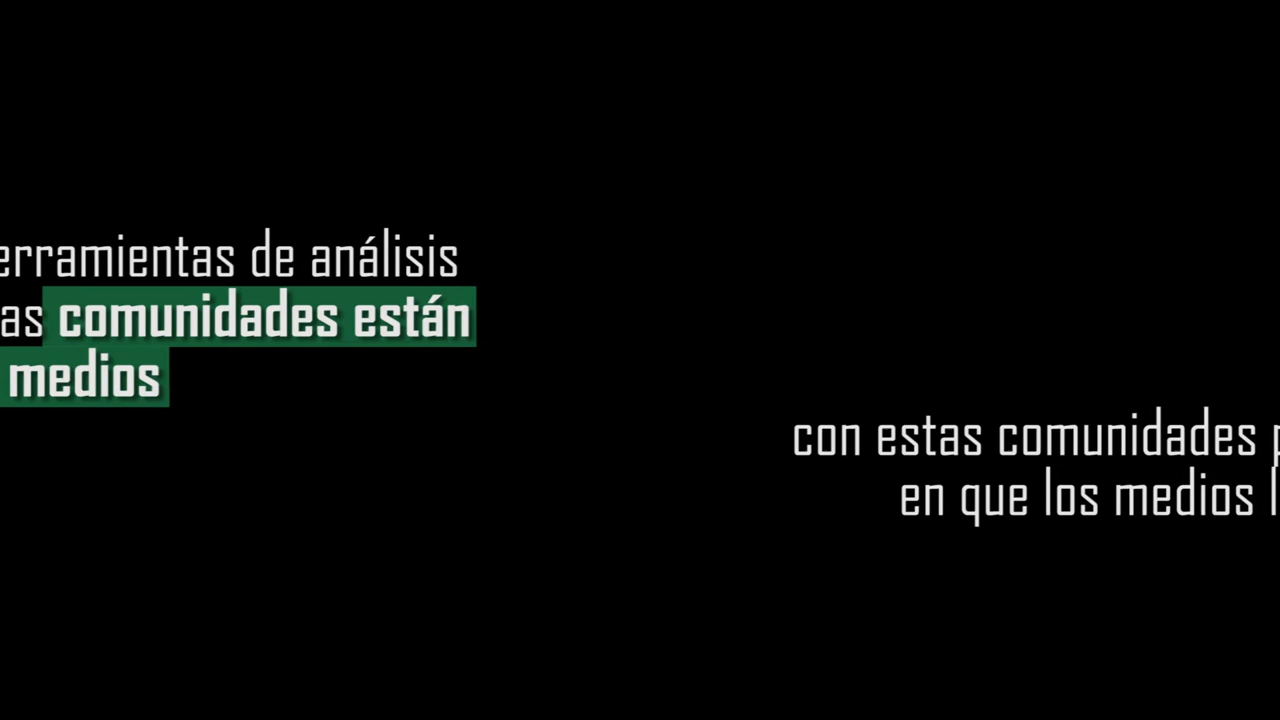 erramientas de análisis
as comunidades están
medios
con estas comunidades
en que los medios